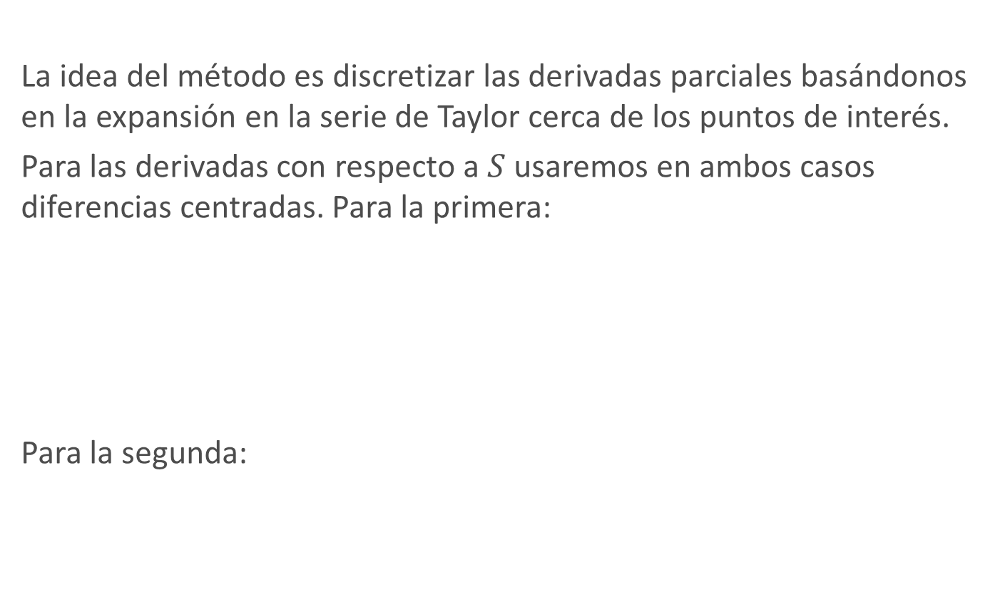 La idea del método es discretizar las derivadas parciales basándonos
en la expansión en la serie de Taylor cerca de los puntos de interés.
Para las derivadas con respecto a S usaremos en ambos casos
diferencias centradas. Para la primera:
Para la segunda: